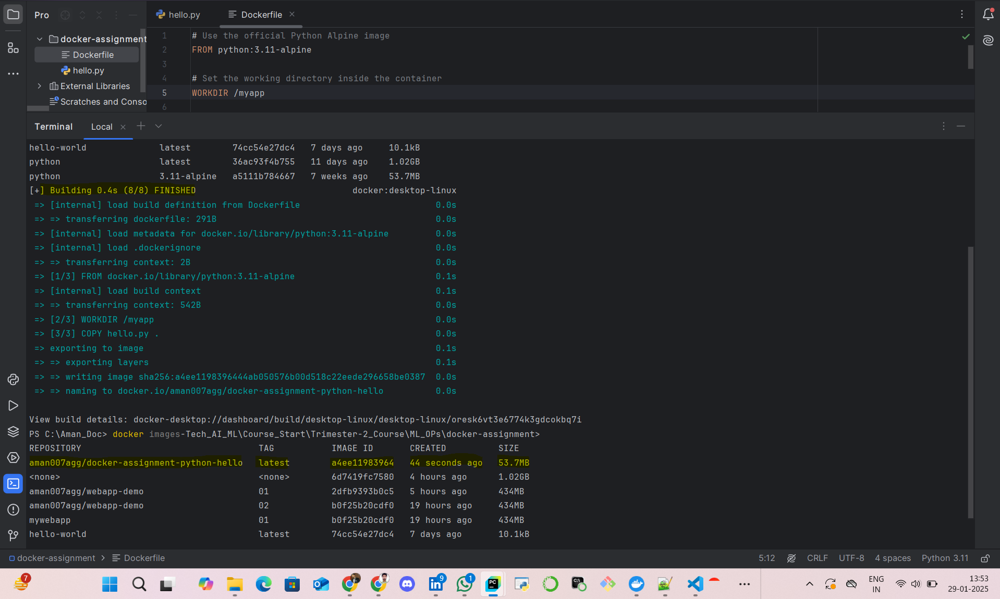 Pro
hello.py
Dockerfile
docker-assignment
Dockerfile
hello.py
External Libraries
Scratches and Conso
1 # Use the official Python Alpine image
2 FROM python:3.11-alpine
3
4 # Set the working directory inside the container
5 WORKDIR /myapp
6
Terminal Local
hello-world latest 74cc54e27dc4 7 days ago 10.1kB
python latest 36ac93f4b755 11 days ago 1.02GB
python 3.11-alpine a5111b784667 7 weeks ago 53.7MB
[+] Building 0.4s (8/8) FINISHED docker:desktop-linux
=> [internal] load build definition from Dockerfile 0.0s
=> => transferring dockerfile: 291B 0.0s
=> [internal] load metadata for docker.io/library/python:3.11-alpine 0.0s
=> [internal] load .dockerignore 0.0s
=> => transferring context: 2B 0.0s
=> [1/3] FROM docker.io/library/python:3.11-alpine 0.1s
=> [internal] load build context 0.1s
=> => transferring context: 542B 0.0s
=> [2/3] WORKDIR /myapp 0.0s
=> [3/3] COPY hello.py . 0.0s
=> exporting to image 0.1s
=> => exporting layers 0.1s
=> => writing image sha256:a4ee1198396444ab050576b00d518c22eede296658be0387 0.0s
=> => naming to docker.io/aman007agg/docker-assignment-python-hello 0.0s
View build details: docker-desktop://dashboard/build/desktop-linux/desktop-linux/oresk6vt3e6774k3gdcokbq7i
PS C:\Aman_Doc> docker images-Tech_AI_ML\Course_Start\Trimester-2_Course\ML_OPs\docker-assignment>
REPOSITORY TAG IMAGE ID CREATED SIZE
aman007agg/docker-assignment-python-hello latest a4ee11983964 44 seconds ago 53.7MB
<none> <none> 6d7419fc7580 4 hours ago 1.02GB
aman007agg/webapp-demo 01 2dfb9393b0c5 5 hours ago 434MB
aman007agg/webapp-demo 02 b0f25b20cdf0 19 hours ago 434MB
mywebapp 01 b0f25b20cdf0 19 hours ago 434MB
hello-world latest 74cc54e27dc4 7 days ago 10.1kB
docker-assignment > Dockerfile
5:12 CRLF UTF-8 4 spaces Python 3.11
7
9
1
PC
ENG
IN
13:53
29-01-2025